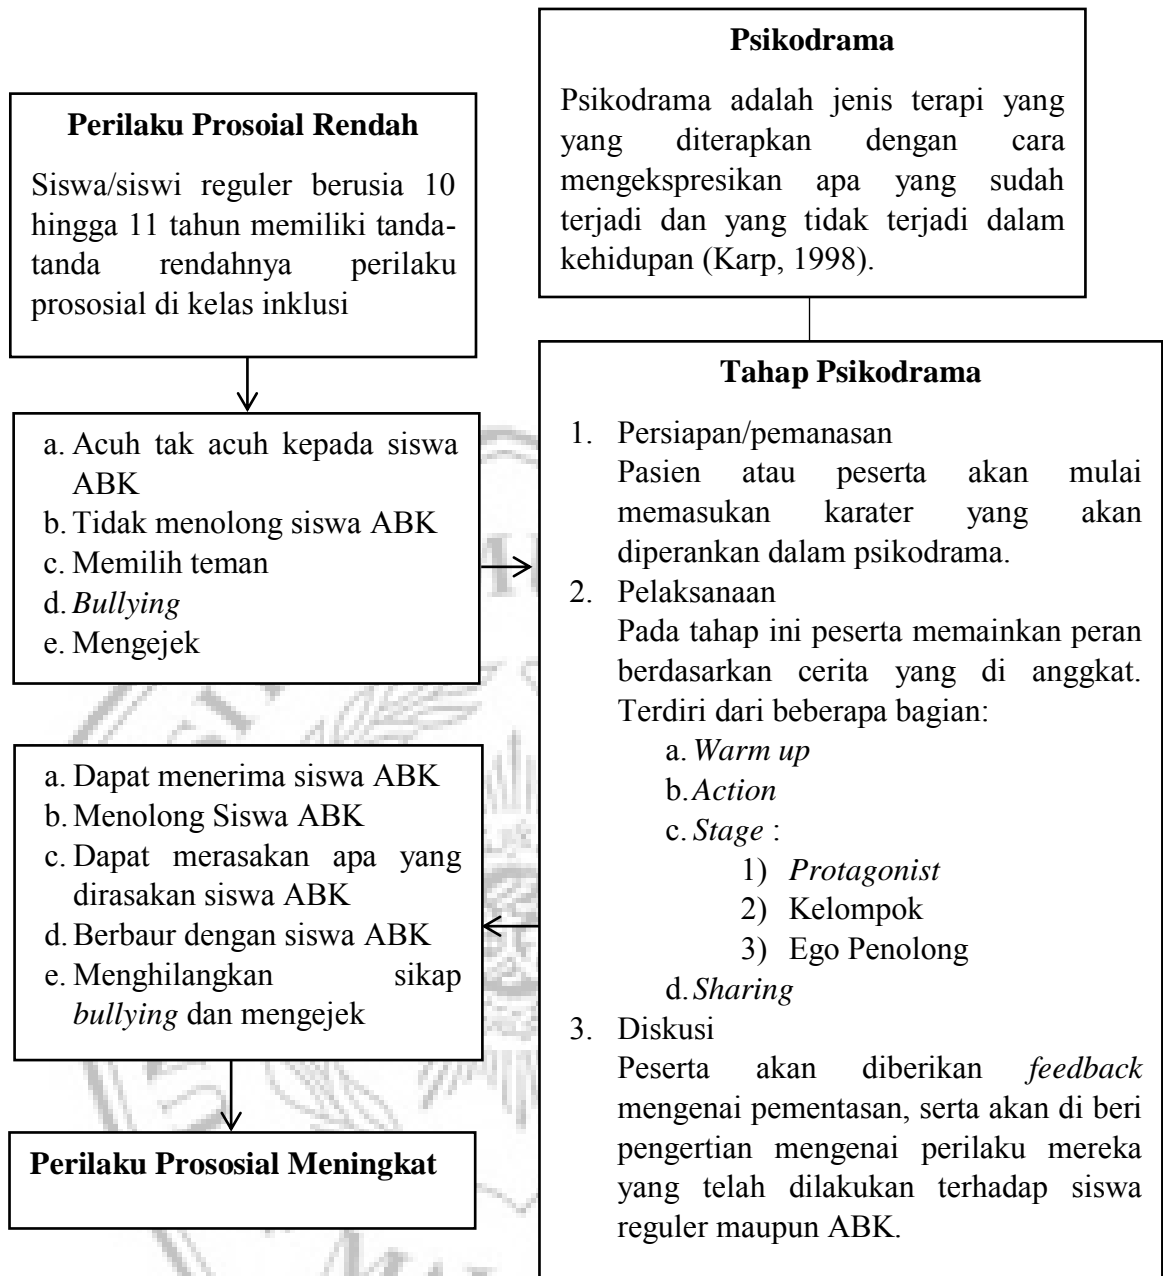 Perilaku Prosoial Rendah
Siswa/siswi reguler berusia 10
hingga 11 tahun memiliki tanda-
tanda rendahnya perilaku
prososial di kelas inklusi
a. Acuh tak acuh kepada siswa
ABK
b. Tidak menolong siswa ABK
c. Memilih teman
d. Bullying
e. Mengejek
Psikodrama
Psikodrama adalah jenis terapi yang
yang diterapkan dengan cara
mengekspresikan apa yang sudah
terjadi dan yang tidak terjadi dalam
kehidupan (Karp, 1998).
Tahap Psikodrama
1. Persiapan/pemanasan
Pasien atau peserta akan mulai
memasukan karater yang akan
diperankan dalam psikodrama.
2. Pelaksanaan
Pada tahap ini peserta memainkan peran
berdasarkan cerita yang di anggkat.
Terdiri dari beberapa bagian:
a. Warm up
b. Action
c. Stage :
1) Protagonist
2) Kelompok
3) Ego Penolong
d. Sharing
3. Diskusi
Peserta akan diberikan feedback
mengenai pementasan, serta akan di beri
pengertian mengenai perilaku mereka
yang telah dilakukan terhadap siswa
reguler maupun ABK.
a. Dapat menerima siswa ABK
b. Menolong Siswa ABK
c. Dapat merasakan apa yang
dirasakan siswa ABK
d. Berbaur dengan siswa ABK
e. Menghilangkan sikap
bullying dan mengejek
Perilaku Prososial Meningkat